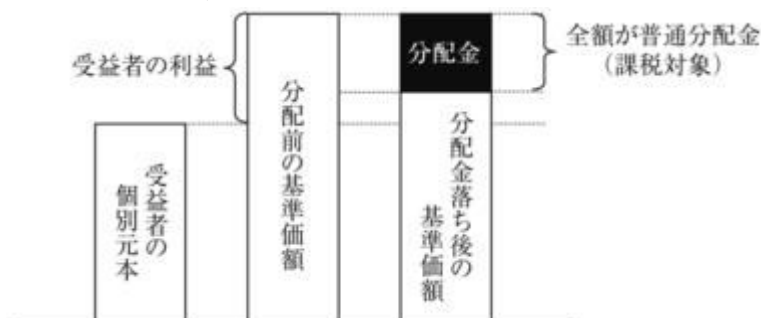 受益者の利益
受益者の
個別元本
分配前の基準価額
分配金
分配金落ち後の
基準価額
全額が普通分配金
（課税対象）